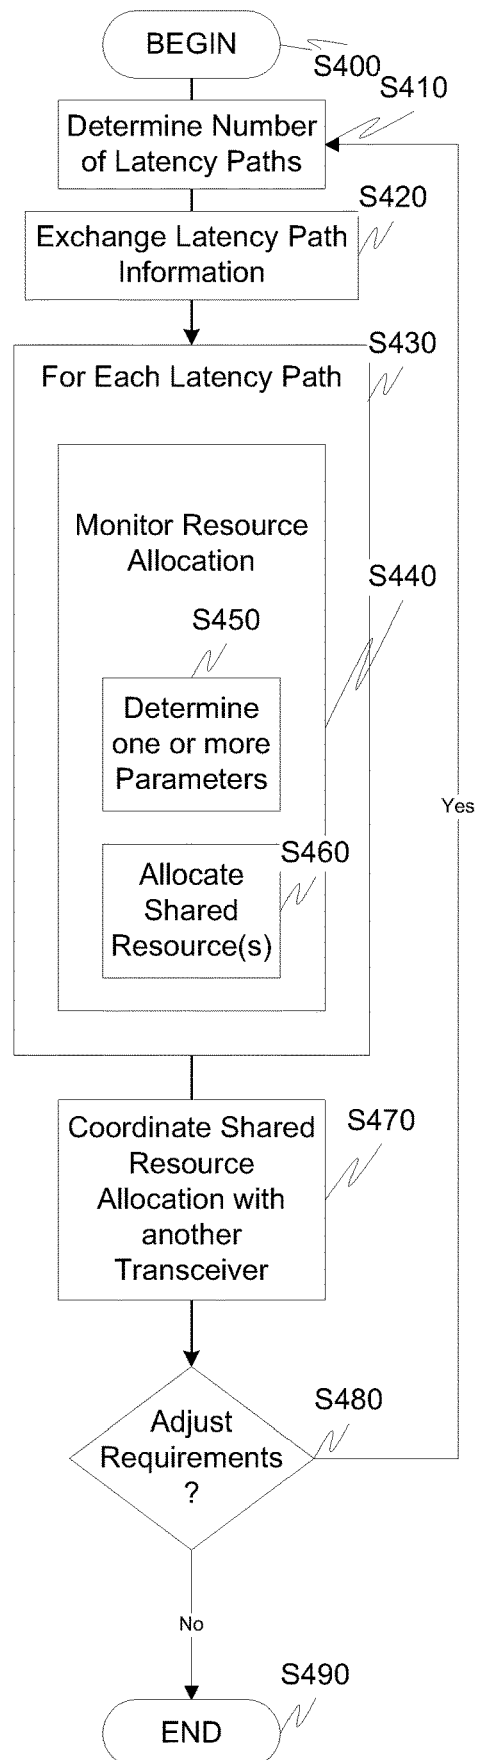 BEGIN
S400
S410
Determine Number
of Latency Paths
S420
Exchange Latency Path
Information
S430
For Each Latency Path
Monitor Resource
Allocation
S440
S450
Determine
one or more
Parameters
Yes
S460
Allocate
Shared
Resource(s)
S470
Coordinate Shared
Resource
Allocation with
another
Transceiver
S480
Adjust
Requirements
?
No
S490
END